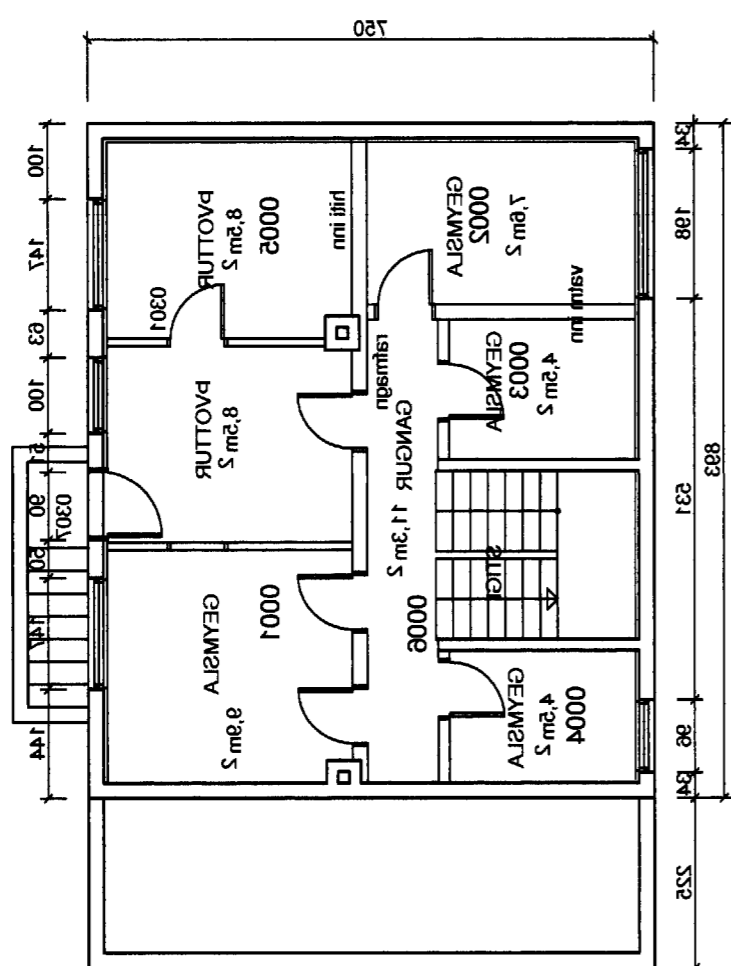 750
34
198
531
893
96
34
225
100
147
63
100
51
90
50
147
144
0005
ÞVOTTUR
8,5m 2
hiti inn
0301
0002
GEYMSLA
7,6m 2
vatnn inn
0003
GEYMSLA
4,5m 2
rafmagn
GANGUR 11,3m 2
0006
ÞVOTTUR
8,5m 2
0307
STIGI
0001
GEYMSLA
9,9m 2
0004
GEYMSLA
4,5m 2